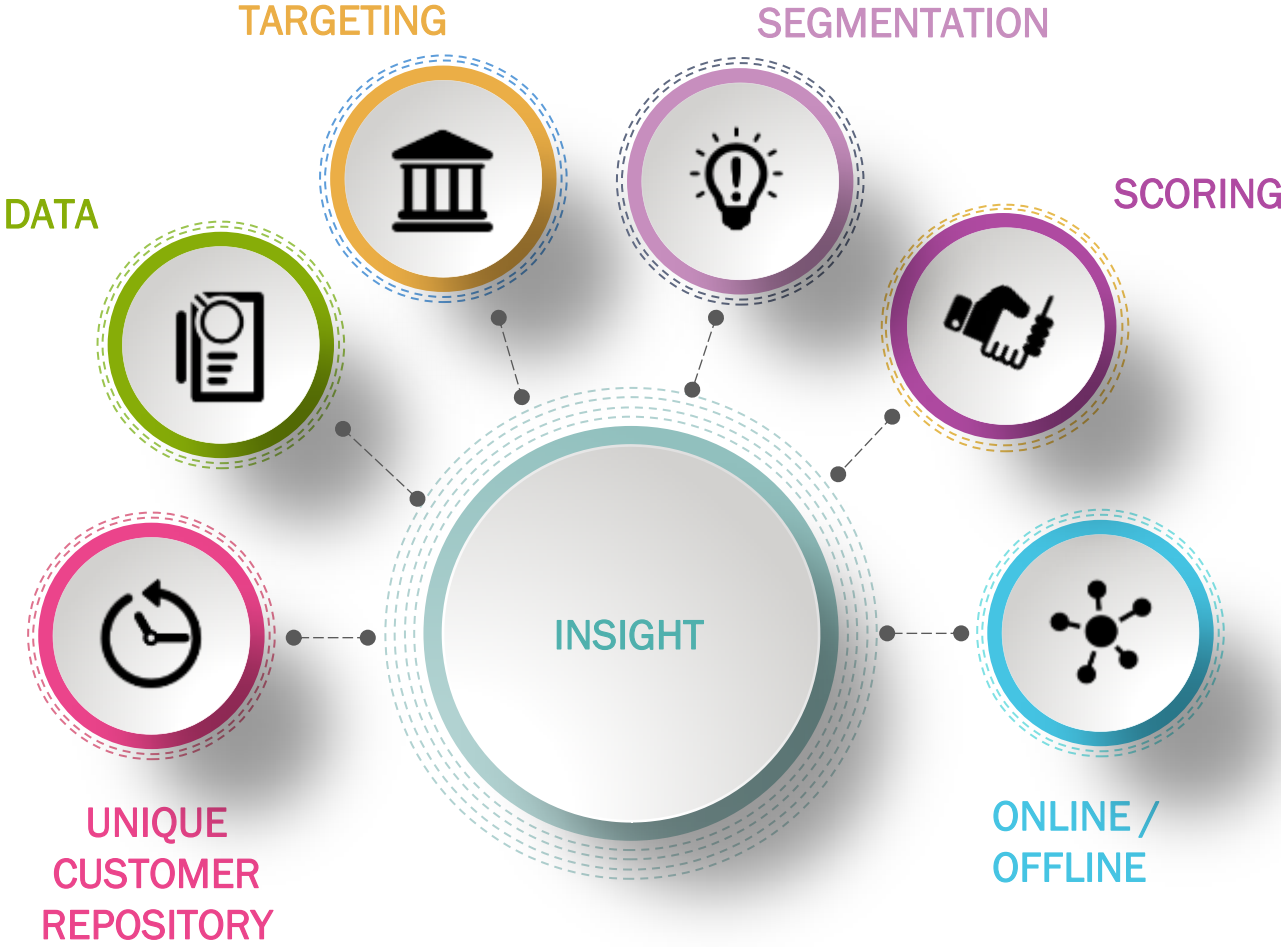 TARGETING
SEGMENTATION
DATA
SCORING
INSIGHT
UNIQUE
CUSTOMER
REPOSITORY
ONLINE /
OFFLINE